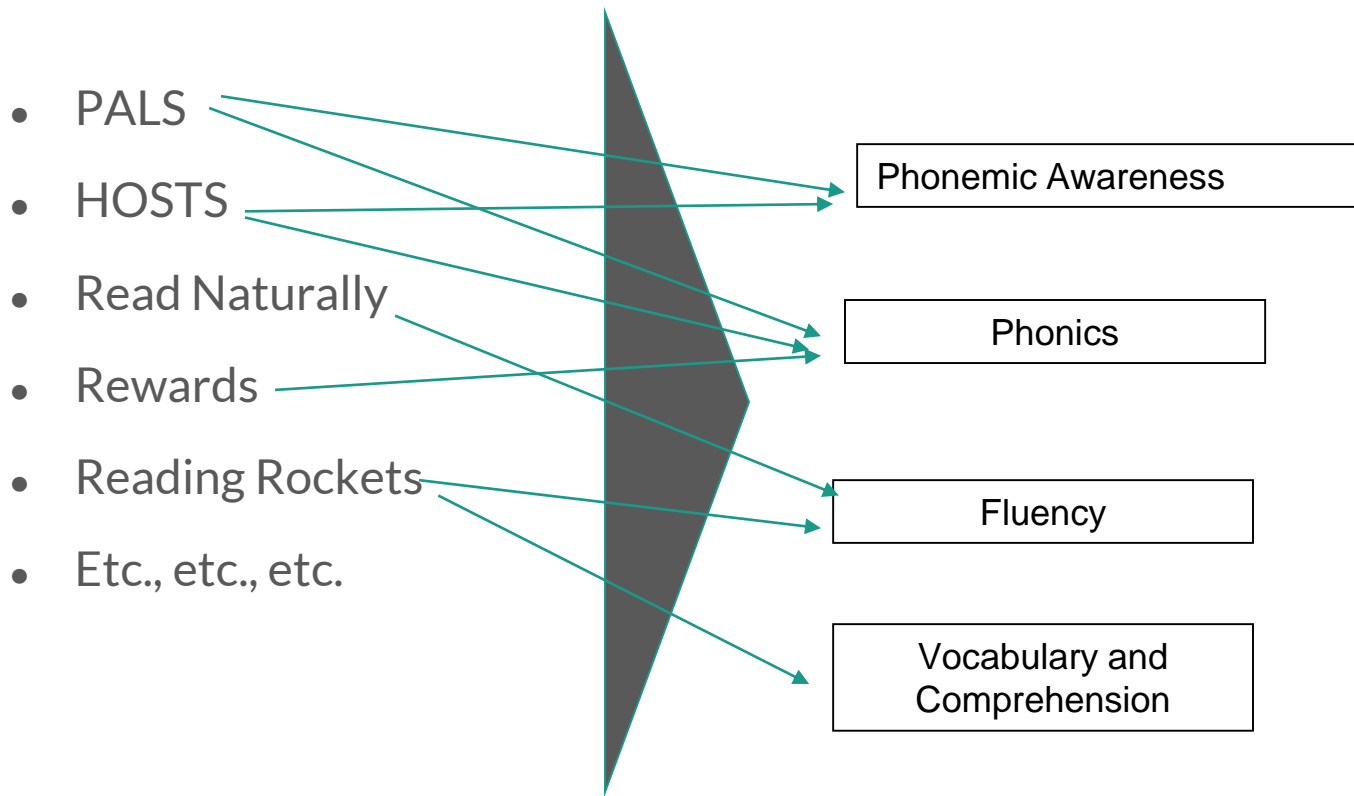 ● PALS
● HOSTS
● Read Naturally
● Rewards
● Reading Rockets
● Etc., etc., etc.
Phonemic Awareness
Phonics
Fluency
Vocabulary and
Comprehension